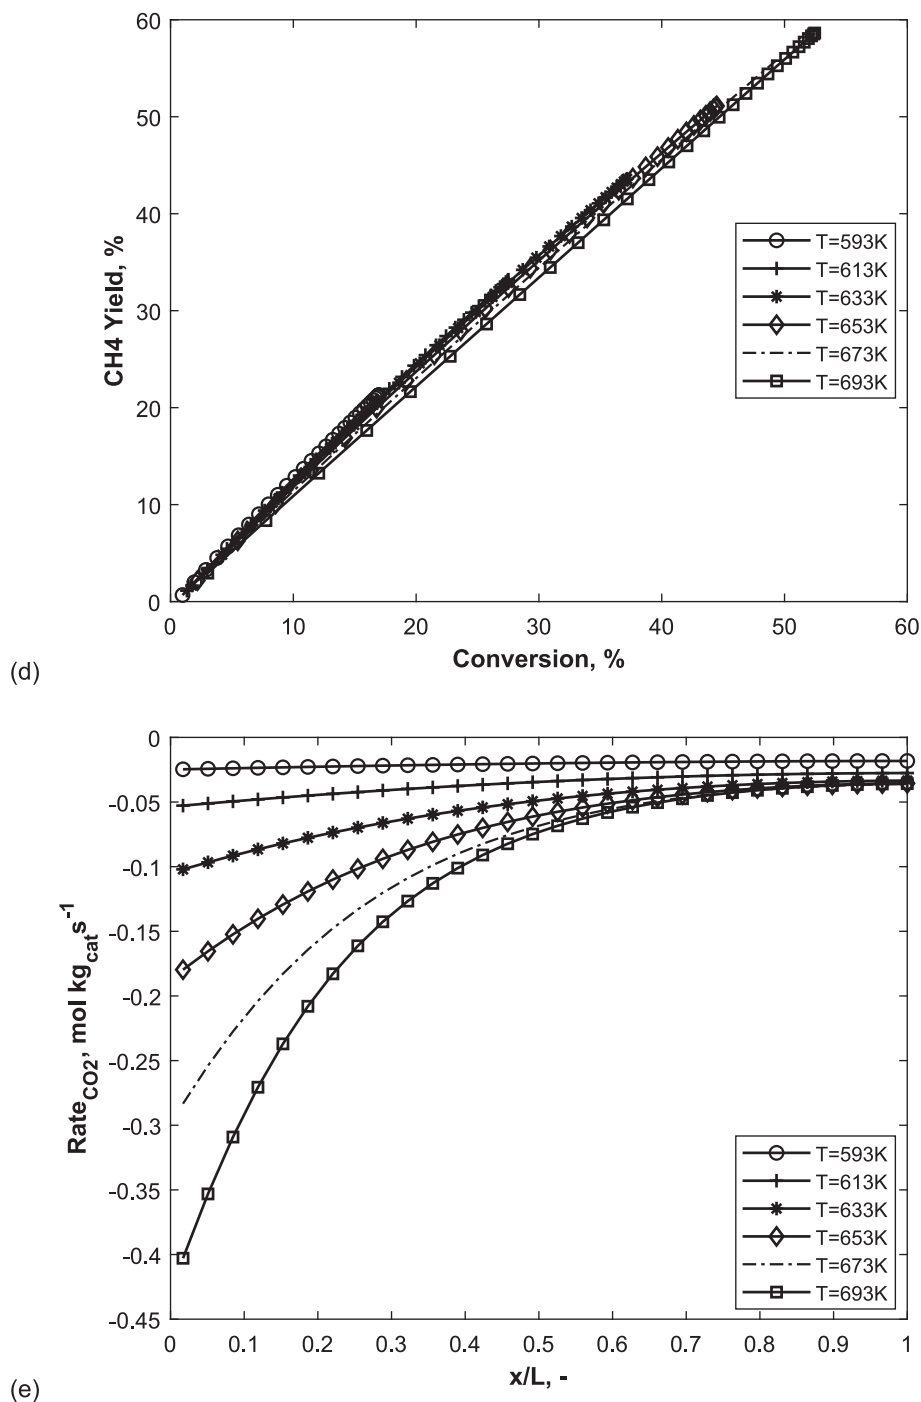 60
50
40
30
20
10
0
CH4 Yield, %
T=593K
T=613K
T=633K
T=653K
T=673K
T=693K
0 10 20 30 40 50 60
Conversion, %
(d)
0
-0.05
-0.1
-0.15
-0.2
-0.25
-0.3
-0.35
-0.4
-0.45
Rate_CO2, mol kg_cat s^-1
T=593K
T=613K
T=633K
T=653K
T=673K
T=693K
0 0.1 0.2 0.3 0.4 0.5 0.6 0.7 0.8 0.9 1
x/L, -
(e)